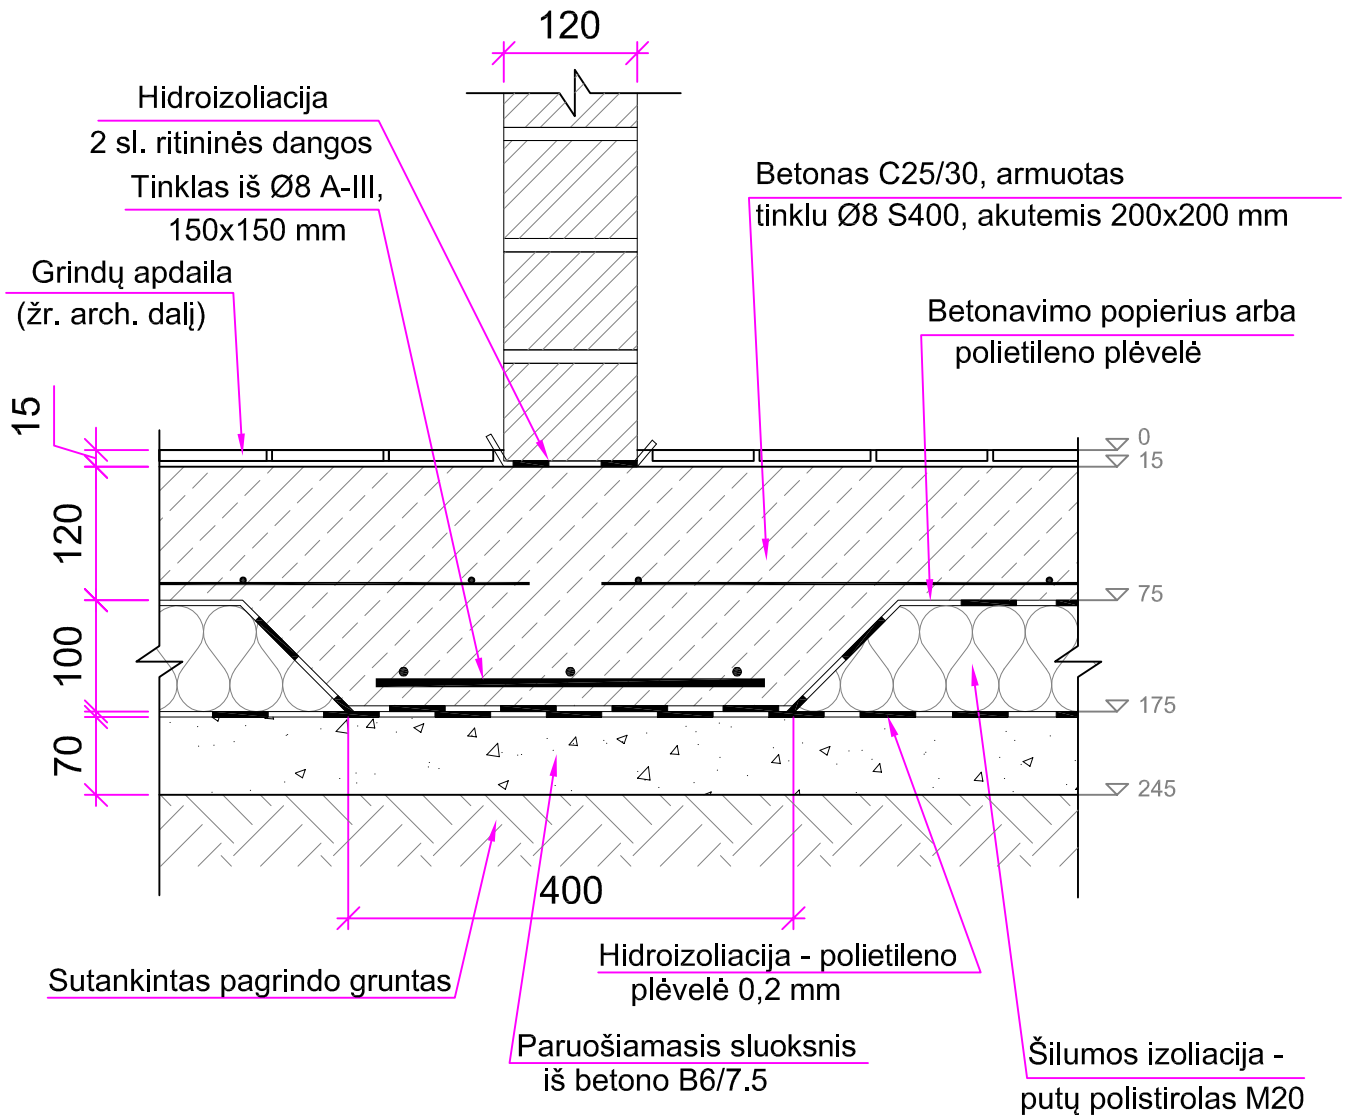 120
Hidroizoliacija
2 sl. ritininės dangos
Tinklas iš Ø8 A-III,
150x150 mm
Grindų apdaila
(žr. arch. dalį)
Betonas C25/30, armuotas
tinklu Ø8 S400, akutemis 200x200 mm
Betonavimo popierius arba
polietileno plėvelė
15
120
100
70
0
15
75
175
245
400
Sutankintas pagrindo gruntas
Hidroizoliacija - polietileno
plėvelė 0,2 mm
Paruošiamasis sluoksnis
iš betono B6/7.5
Šilumos izoliacija -
putų polistirolas M20